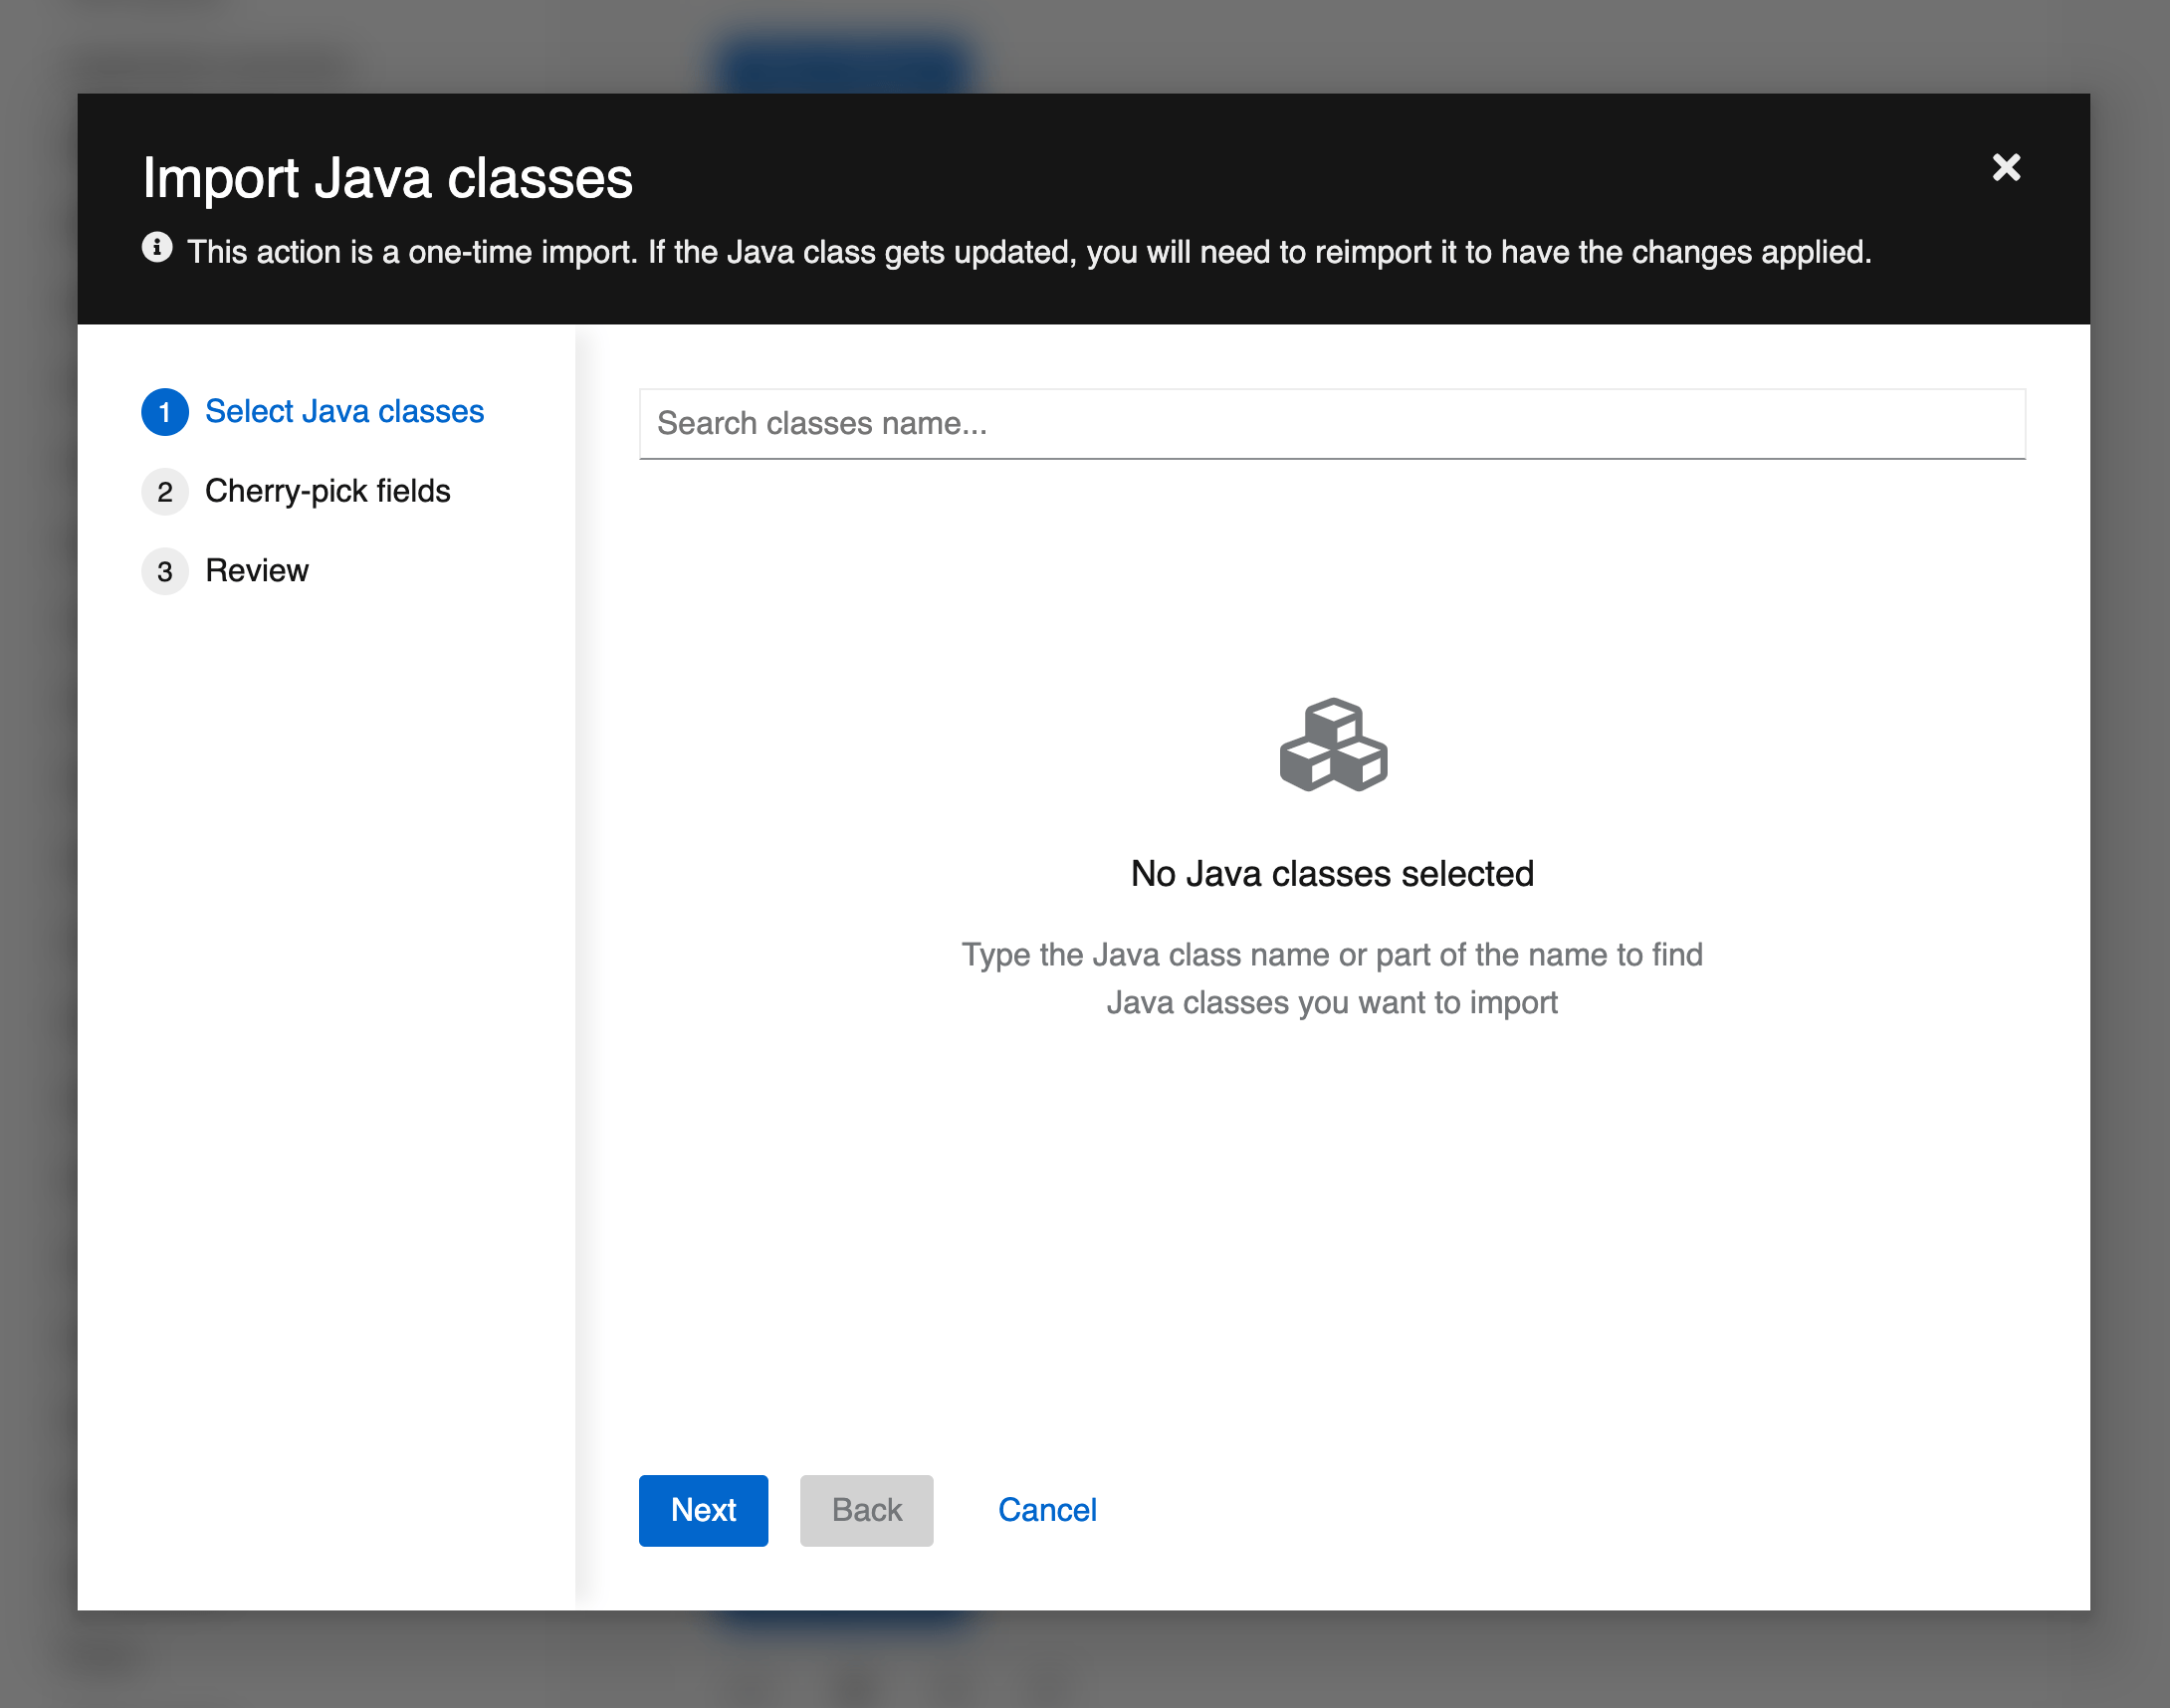 Import Java classes
This action is a one-time import. If the Java class gets updated, you will need to reimport it to have the changes applied.
1 Select Java classes
2 Cherry-pick fields
3 Review
Search classes name...
No Java classes selected
Type the Java class name or part of the name to find
Java classes you want to import
Next Back Cancel